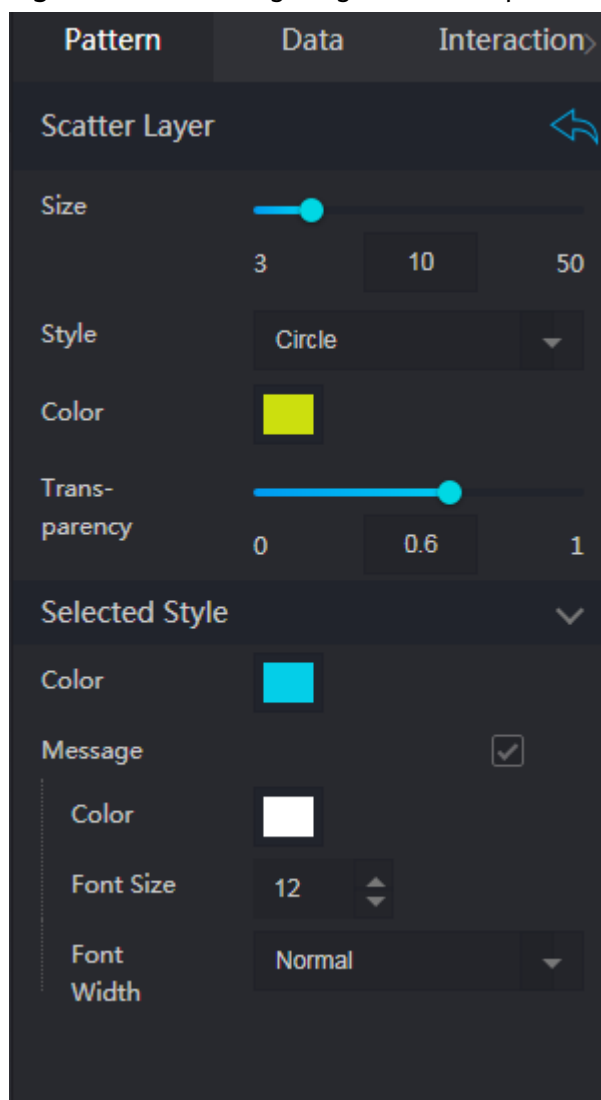 Pattern Data Interaction
Scatter Layer
Size
3 10 50
Style Circle
Color
Trans-
parency
0 0.6 1
Selected Style
Color
Message
Color
Font Size 12
Font Normal
Width